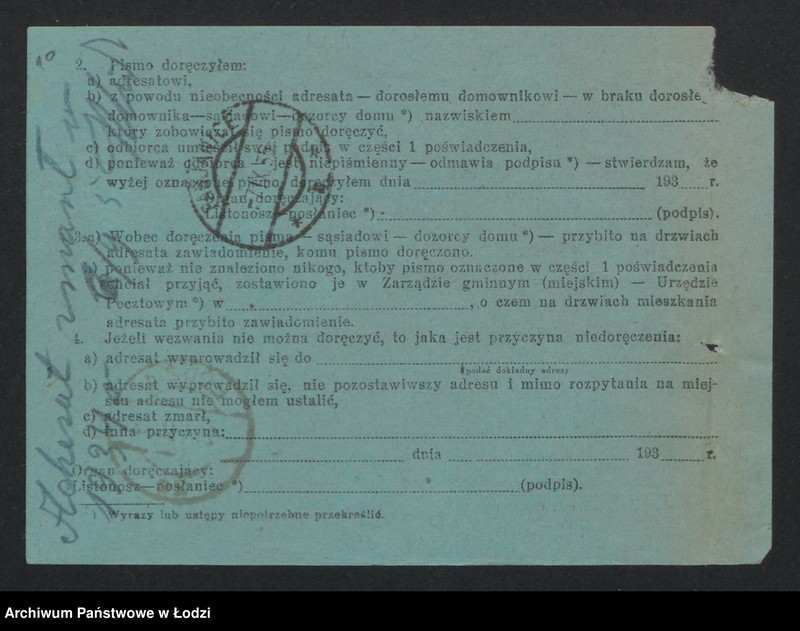 2. Pismo doręczyłem:
a) adresatowi,
b) z powodu nieobecności adresata — dorosłemu domownikowi — w braku dorosłe
domownika—sąsiadowi—dozorcy domu *) nazwiskiem
który zobowiązał się pismo doręczyć,
c) odbiorca umieścił swój podpis w części 1 poświadczenia,
d) ponieważ odbiorca — jest niepiśmienny — odmawia podpisu *) — stwierdzam, że
wyżej oznaczone pismo doręczyłem dnia 193 r.
Organ doręczający:
Listonosz—posłaniec *) (podpis).
3. a) Wobec doręczenia pisma — sąsiadowi — dozorcy domu *) — przybito na drzwiach
adresata zawiadomienie, komu pismo doręczono.
ponieważ nie znaleziono nikogo, ktoby pismo oznaczone w części 1 poświadczenia
chciał przyjąć, zostawiono je w Zarządzie gminnym (miejskim) — Urzędzie
Pocztowym *) w , o czem na drzwiach mieszkania
adresata przybito zawiadomienie.
4. Jeżeli wezwania nie można doręczyć, to jaka jest przyczyna niedoręczenia:
a) adresat wyprowadził się do
(podać dokładny adres)
b) adresat wyprowadził się, nie pozostawiwszy adresu i mimo rozpytania na miej-
scu adresu nie mogłem ustalić,
c) adresat zmarł,
d) inna przyczyna:
dnia 193 r.
Organ doręczający:
Listonosz—posłaniec *) (podpis).
*) Wyrazy lub ustępy niepotrzebne przekreślić.
Adresat zmarł w
Archiwum Państwowe w Łodzi